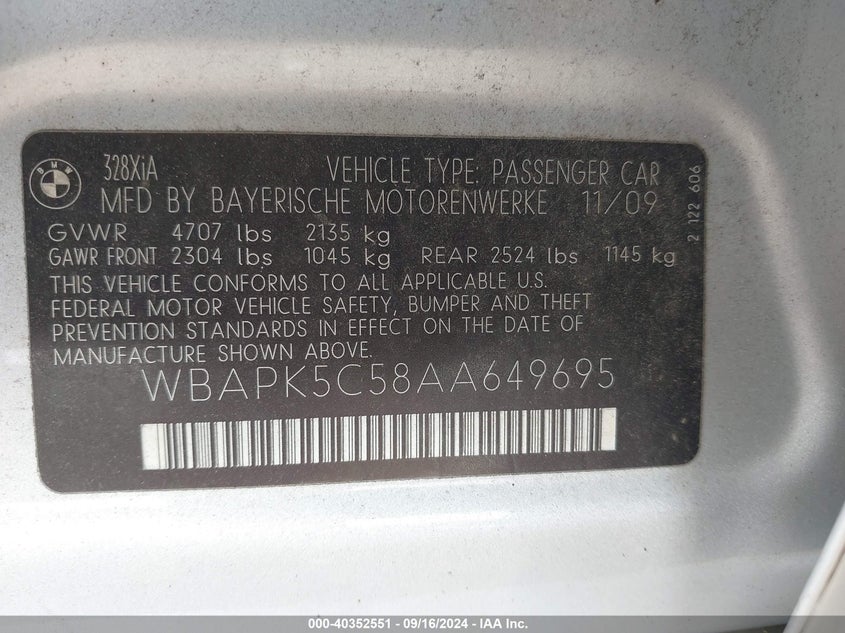 BMW
328XiA VEHICLE TYPE: PASSENGER CAR
MFD BY BAYERISCHE MOTORENWERKE 11/09
GVWR 4707 lbs 2135 kg
GAWR FRONT 2304 lbs 1045 kg REAR 2524 lbs 1145 kg
THIS VEHICLE CONFORMS TO ALL APPLICABLE U.S.
FEDERAL MOTOR VEHICLE SAFETY, BUMPER AND THEFT
PREVENTION STANDARDS IN EFFECT ON THE DATE OF
MANUFACTURE SHOWN ABOVE.
WBAPK5C58AA649695
2 122 606
000-40352551 - 09/16/2024 - IAA Inc.